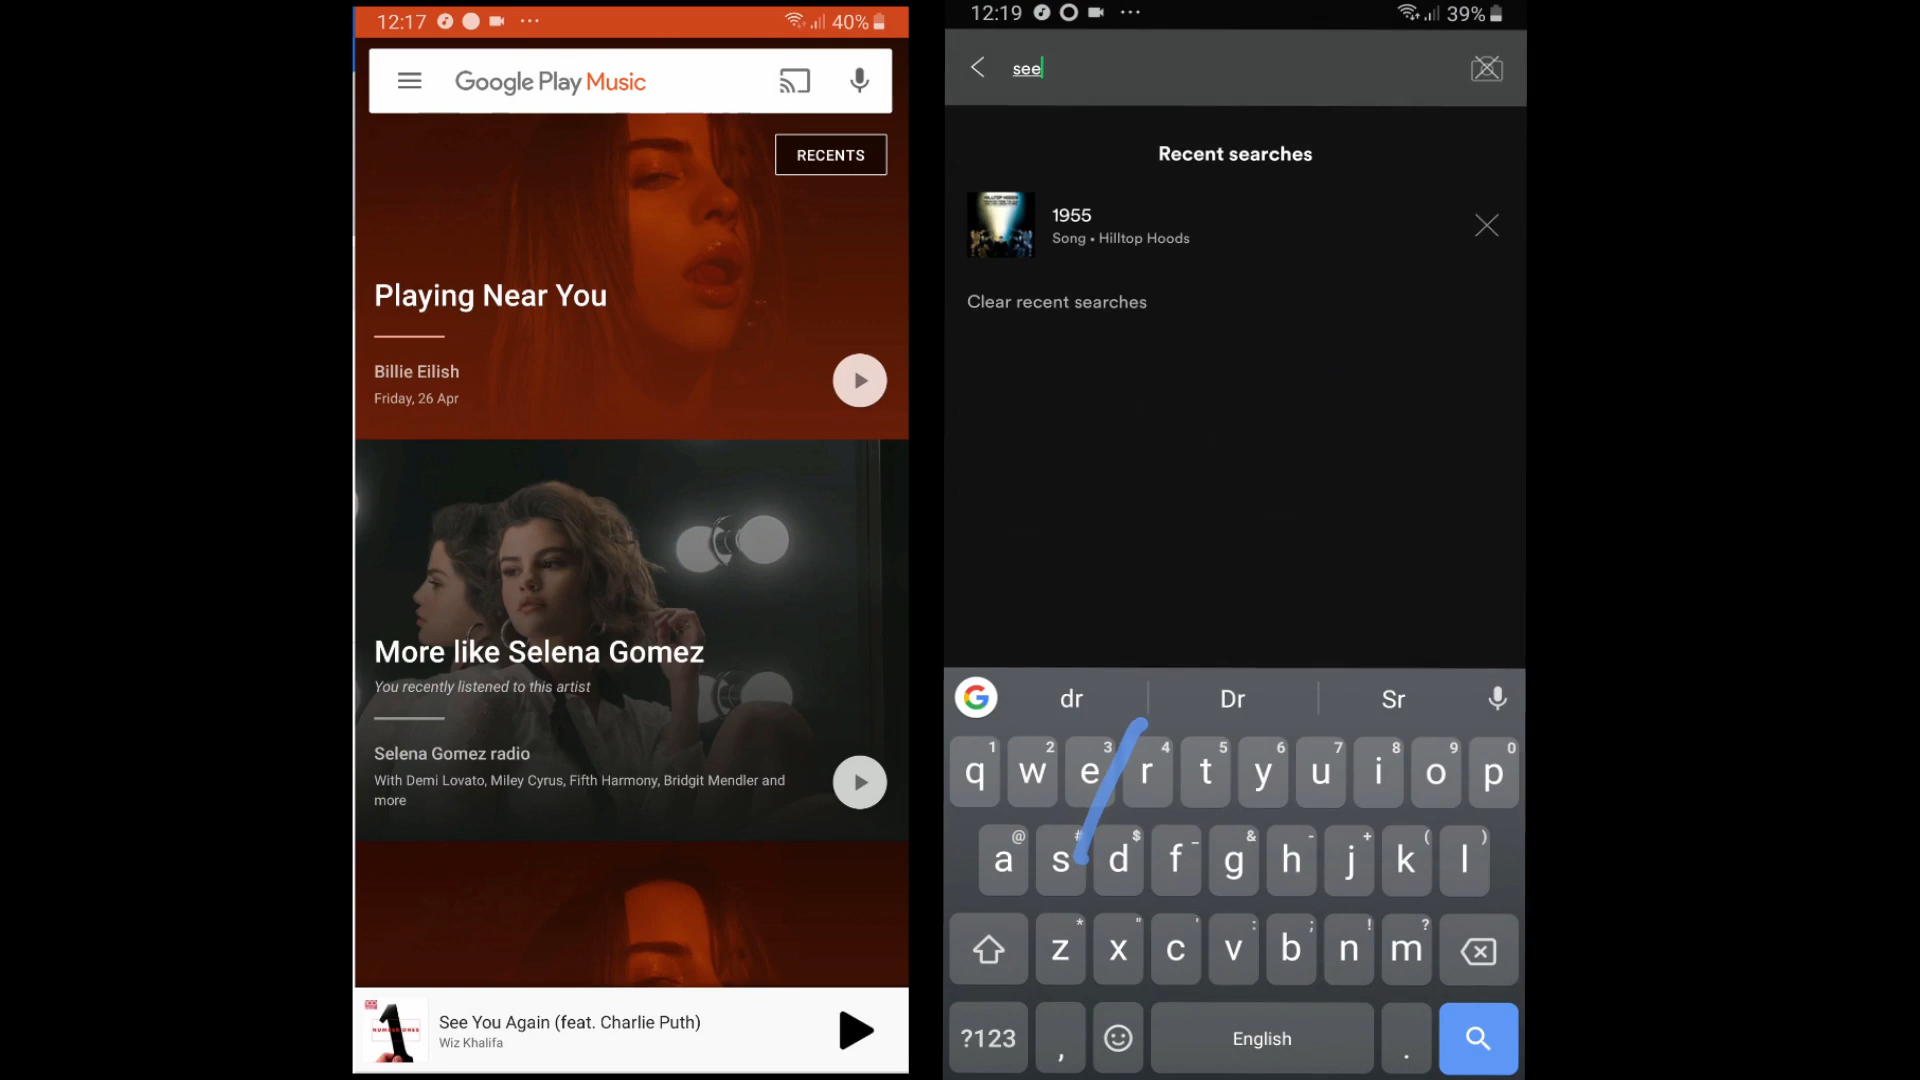 12:17
40%
Google Play Music
RECENTS
Playing Near You
Billie Eilish
Friday, 26 Apr
More like Selena Gomez
You recently listened to this artist
Selena Gomez radio
With Demi Lovato, Miley Cyrus, Fifth Harmony, Bridgit Mendler and
more
See You Again (feat. Charlie Puth)
Wiz Khalifa
12:19
39%
see
Recent searches
1955
Song • Hilltop Hoods
Clear recent searches
G dr Dr Sr
1 2 3 4 5 6 7 8 9 0
q w e r t y u i o p
@ # $ _ & - + ( )
a s d f g h j k l
* " ' : ; ! ?
z x c v b n m
?123 , English .